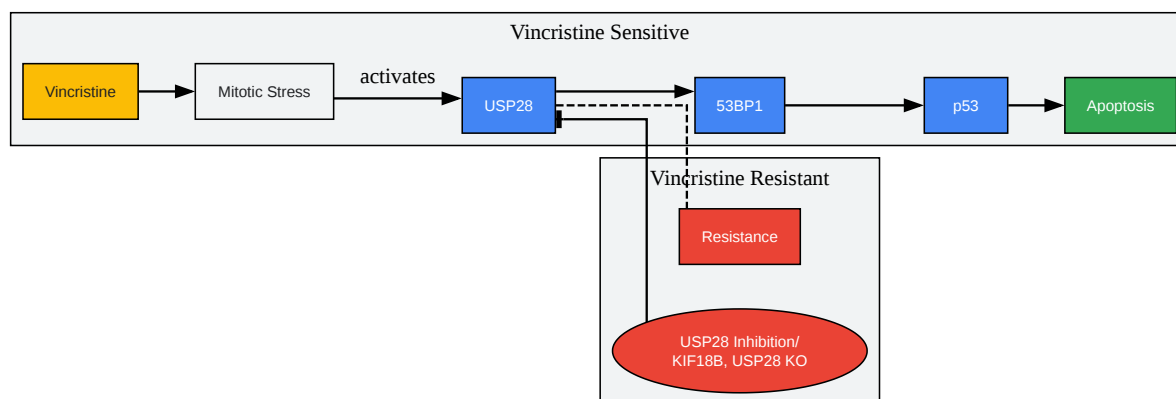 Vincristine Sensitive
Vincristine
Mitotic Stress
activates
USP28
53BP1
p53
Apoptosis
Vincristine Resistant
Resistance
USP28 Inhibition/
KIF18B, USP28 KO